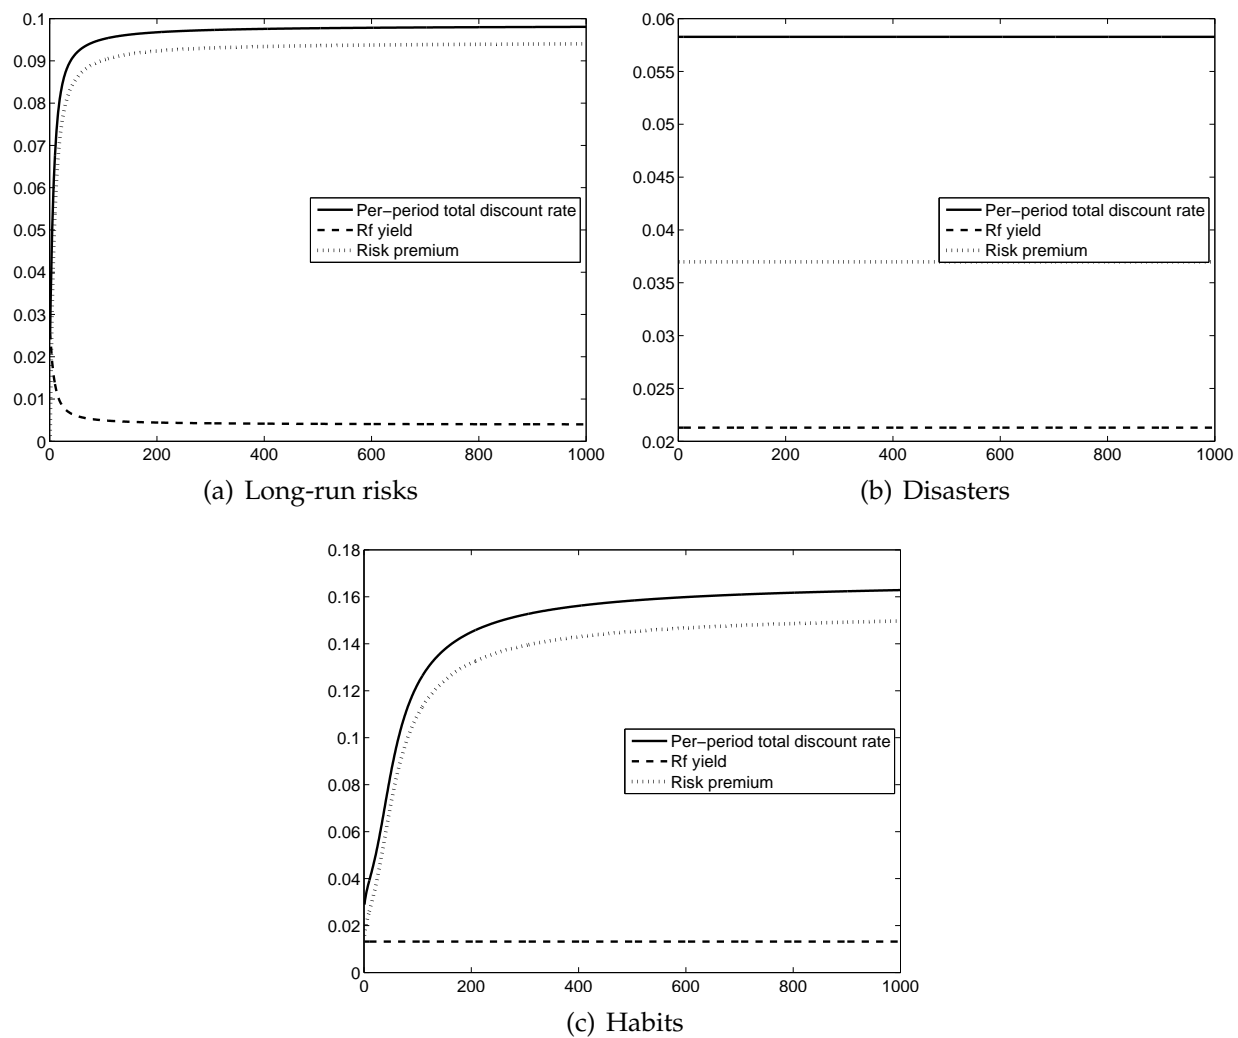 0.1
0.09
0.08
0.07
0.06
0.05
0.04
0.03
0.02
0.01
0
0 200 400 600 800 1000
Per-period total discount rate
Rf yield
Risk premium
(a) Long-run risks
0.06
0.055
0.05
0.045
0.04
0.035
0.03
0.025
0.02
0 200 400 600 800 1000
Per-period total discount rate
Rf yield
Risk premium
(b) Disasters
0.18
0.16
0.14
0.12
0.1
0.08
0.06
0.04
0.02
0
0 200 400 600 800 1000
Per-period total discount rate
Rf yield
Risk premium
(c) Habits